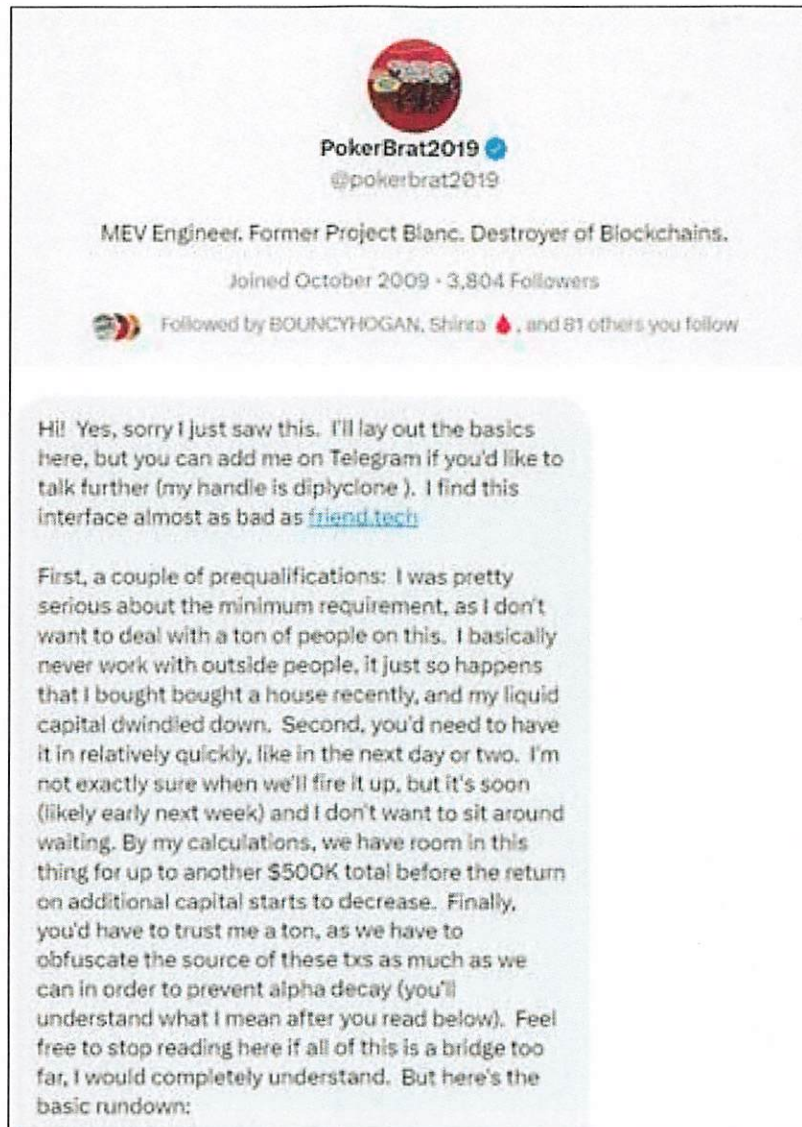 PokerBrat2019
@pokerbrat2019
MEV Engineer. Former Project Blanc. Destroyer of Blockchains.
Joined October 2009 · 3,804 Followers
Followed by BOUNCYHOGAN, Shinra 🩸, and 81 others you follow
Hi! Yes, sorry I just saw this. I'll lay out the basics
here, but you can add me on Telegram if you'd like to
talk further (my handle is diplyclone ). I find this
interface almost as bad as friend.tech
First, a couple of prequalifications: I was pretty
serious about the minimum requirement, as I don't
want to deal with a ton of people on this. I basically
never work with outside people, it just so happens
that I bought bought a house recently, and my liquid
capital dwindled down. Second, you'd need to have
it in relatively quickly, like in the next day or two. I'm
not exactly sure when we'll fire it up, but it's soon
(likely early next week) and I don't want to sit around
waiting. By my calculations, we have room in this
thing for up to another $500K total before the return
on additional capital starts to decrease. Finally,
you'd have to trust me a ton, as we have to
obfuscate the source of these txs as much as we
can in order to prevent alpha decay (you'll
understand what I mean after you read below). Feel
free to stop reading here if all of this is a bridge too
far, I would completely understand. But here's the
basic rundown: